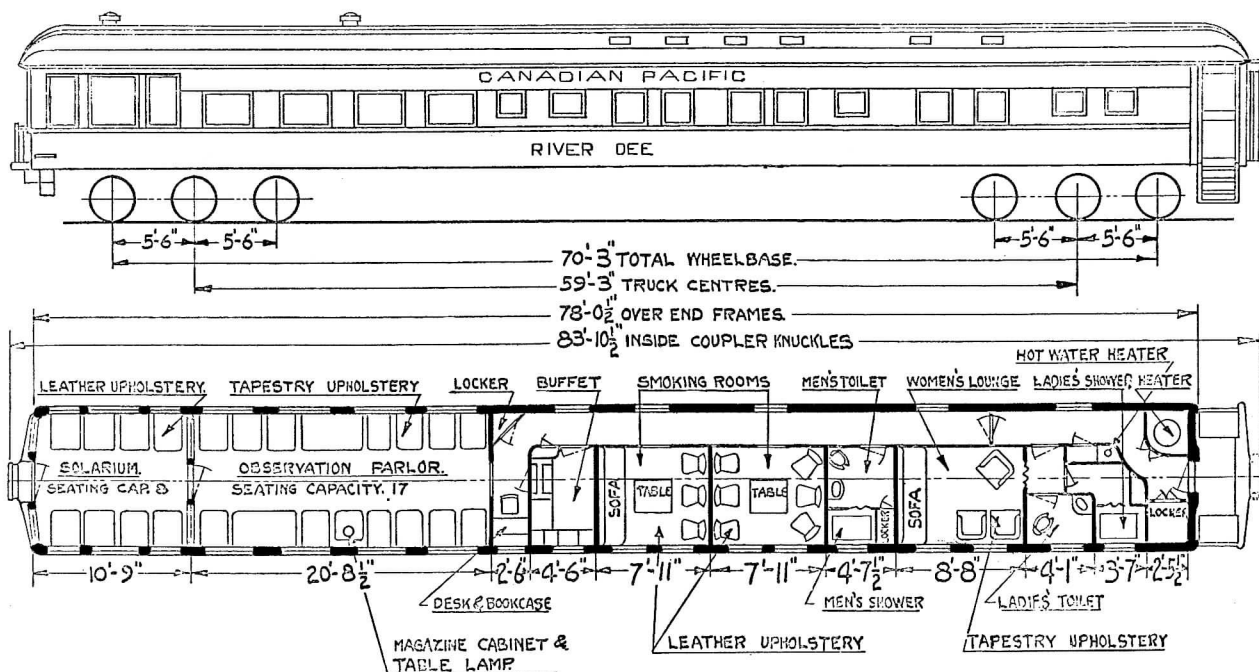 CANADIAN PACIFIC
RIVER DEE
5'-6" 5'-6" 5'-6" 5'-6"
70'-3" TOTAL WHEELBASE.
59'-3" TRUCK CENTRES.
78'-0½" OVER END FRAMES.
83'-10½" INSIDE COUPLER KNUCKLES
HOT WATER HEATER
LEATHER UPHOLSTERY. TAPESTRY UPHOLSTERY LOCKER BUFFET SMOKING ROOMS MEN'S TOILET WOMEN'S LOUNGE LADIES' SHOWER HEATER
SOLARIUM. OBSERVATION PARLOR.
SEATING CAP. 8 SEATING CAPACITY. 17
SOFA TABLE TABLE LOCKER SOFA LOCKER
10'-9" 20'-8½" 2'-6" 4'-6" 7'-11" 7'-11" 4'-7½" 8'-8" 4'-1" 3'-7" 2'-5½"
DESK & BOOKCASE MEN'S SHOWER LADIES' TOILET
MAGAZINE CABINET & LEATHER UPHOLSTERY TAPESTRY UPHOLSTERY
TABLE LAMP